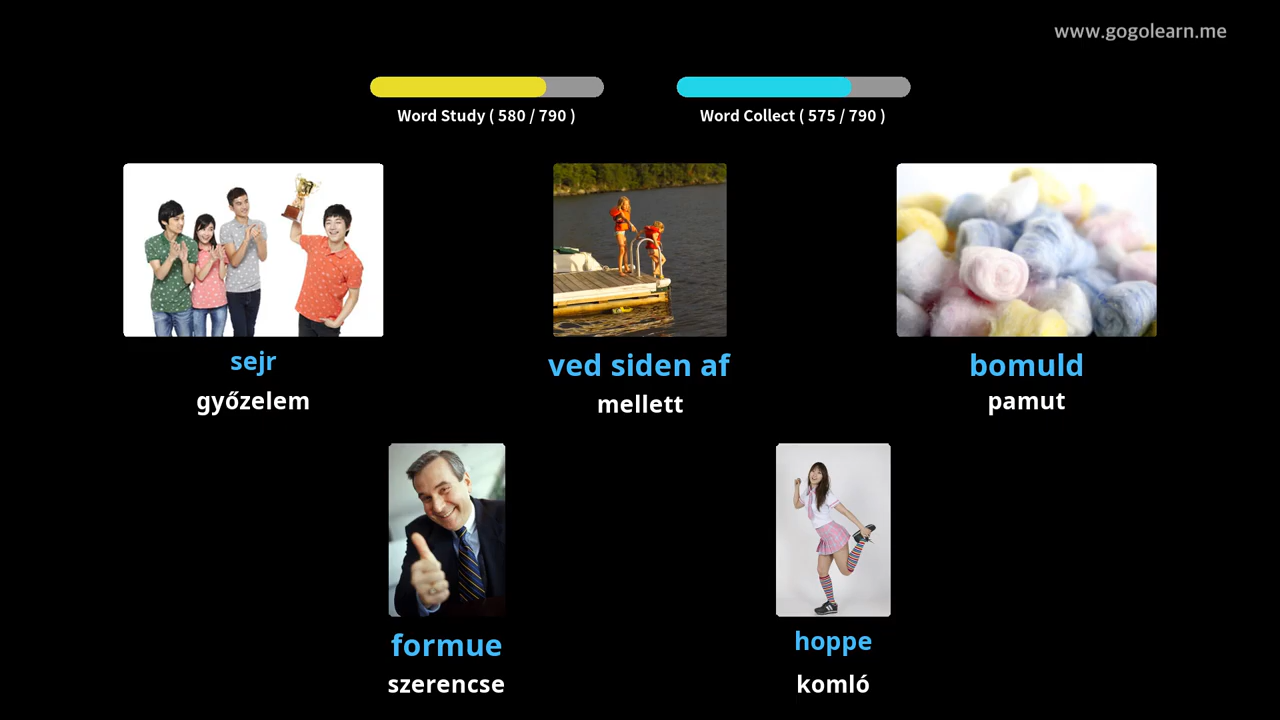 www.gogolearn.me
Word Study ( 580 / 790 )
Word Collect ( 575 / 790 )
sejr
győzelem
ved siden af
mellett
bomuld
pamut
formue
szerencse
hoppe
komló